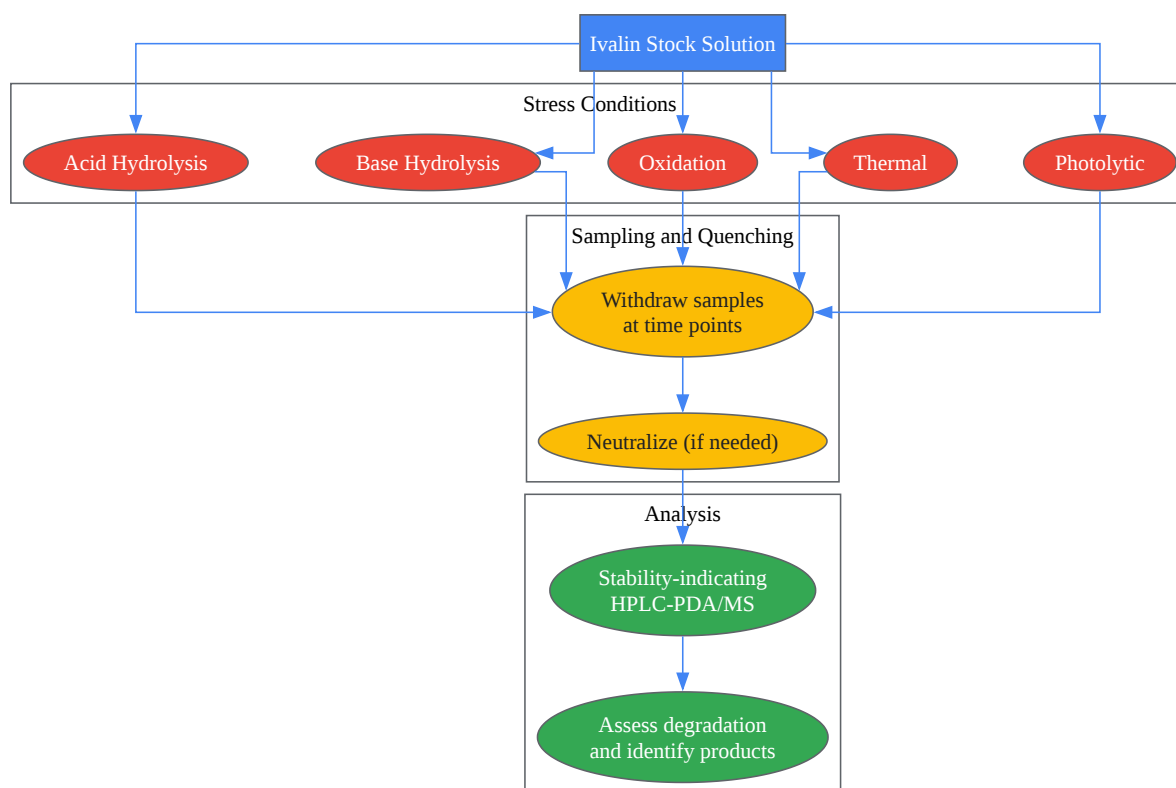 Ivalin Stock Solution
Stress Conditions
Acid Hydrolysis
Base Hydrolysis
Oxidation
Thermal
Photolytic
Sampling and Quenching
Withdraw samples
at time points
Neutralize (if needed)
Analysis
Stability-indicating
HPLC-PDA/MS
Assess degradation
and identify products